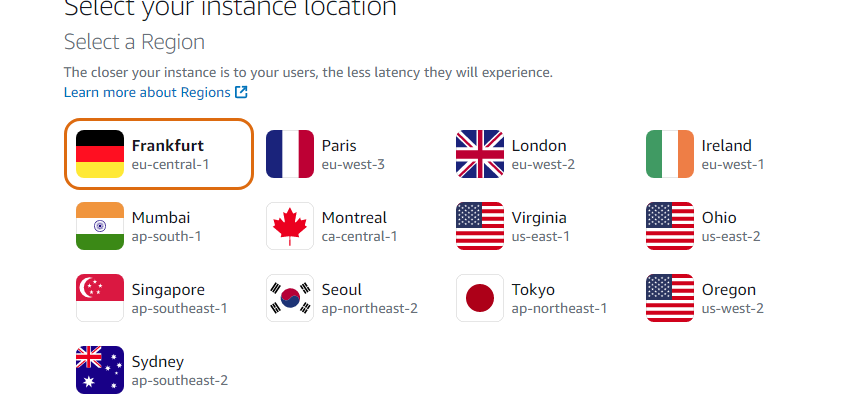 Select your instance location
Select a Region
The closer your instance is to your users, the less latency they will experience.
Learn more about Regions
Frankfurt
eu-central-1
Paris
eu-west-3
London
eu-west-2
Ireland
eu-west-1
Mumbai
ap-south-1
Montreal
ca-central-1
Virginia
us-east-1
Ohio
us-east-2
Singapore
ap-southeast-1
Seoul
ap-northeast-2
Tokyo
ap-northeast-1
Oregon
us-west-2
Sydney
ap-southeast-2